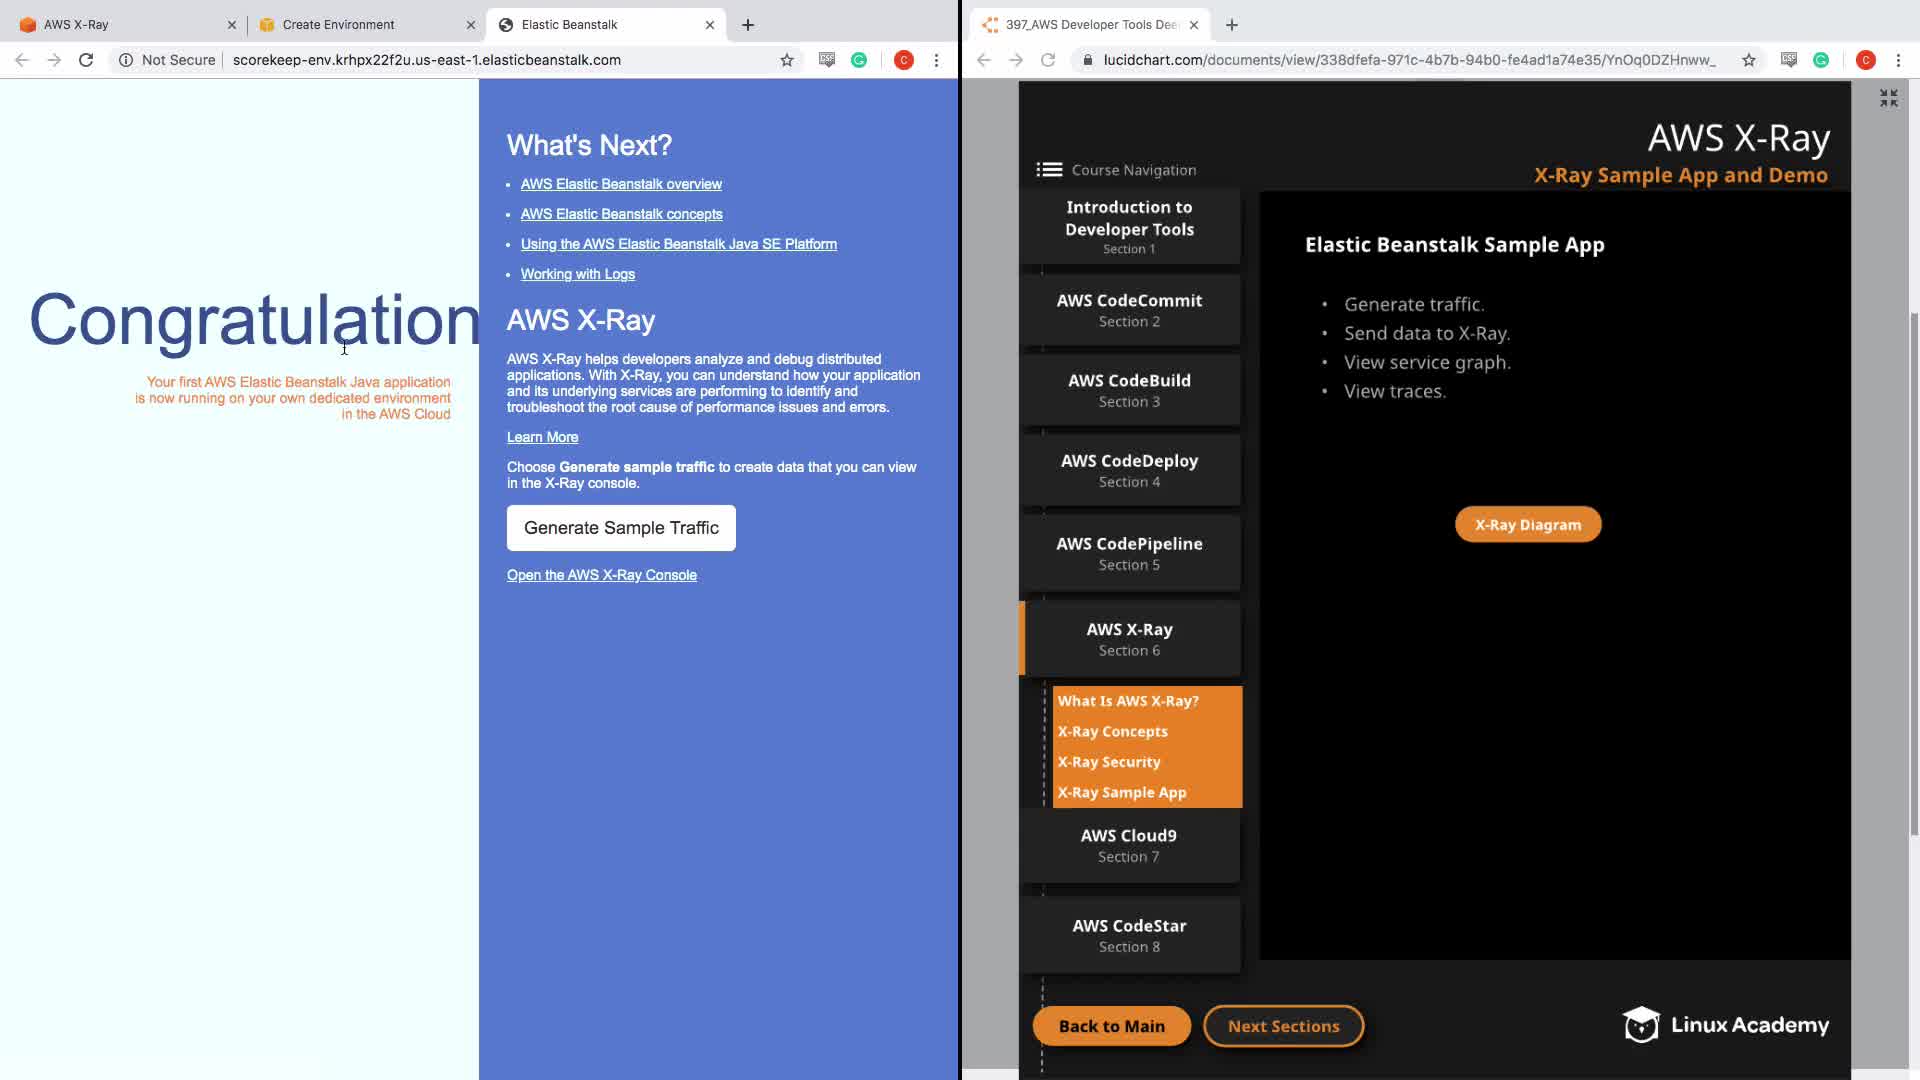 AWS X-Ray
Create Environment
Elastic Beanstalk
Not Secure
scorekeep-env.krhpx22f2u.us-east-1.elasticbeanstalk.com
C
Congratulation
Your first AWS Elastic Beanstalk Java application
is now running on your own dedicated environment
in the AWS Cloud
What's Next?
• AWS Elastic Beanstalk overview
• AWS Elastic Beanstalk concepts
• Using the AWS Elastic Beanstalk Java SE Platform
• Working with Logs
AWS X-Ray
AWS X-Ray helps developers analyze and debug distributed
applications. With X-Ray, you can understand how your application
and its underlying services are performing to identify and
troubleshoot the root cause of performance issues and errors.
Learn More
Choose Generate sample traffic to create data that you can view
in the X-Ray console.
Generate Sample Traffic
Open the AWS X-Ray Console
397_AWS Developer Tools Dee
lucidchart.com/documents/view/338dfefa-971c-4b7b-94b0-fe4ad1a74e35/YnOq0DZHnww_
C
AWS X-Ray
X-Ray Sample App and Demo
Course Navigation
Introduction to
Developer Tools
Section 1
AWS CodeCommit
Section 2
AWS CodeBuild
Section 3
AWS CodeDeploy
Section 4
AWS CodePipeline
Section 5
AWS X-Ray
Section 6
What Is AWS X-Ray?
X-Ray Concepts
X-Ray Security
X-Ray Sample App
AWS Cloud9
Section 7
AWS CodeStar
Section 8
Elastic Beanstalk Sample App
• Generate traffic.
• Send data to X-Ray.
• View service graph.
• View traces.
X-Ray Diagram
Back to Main
Next Sections
Linux Academy